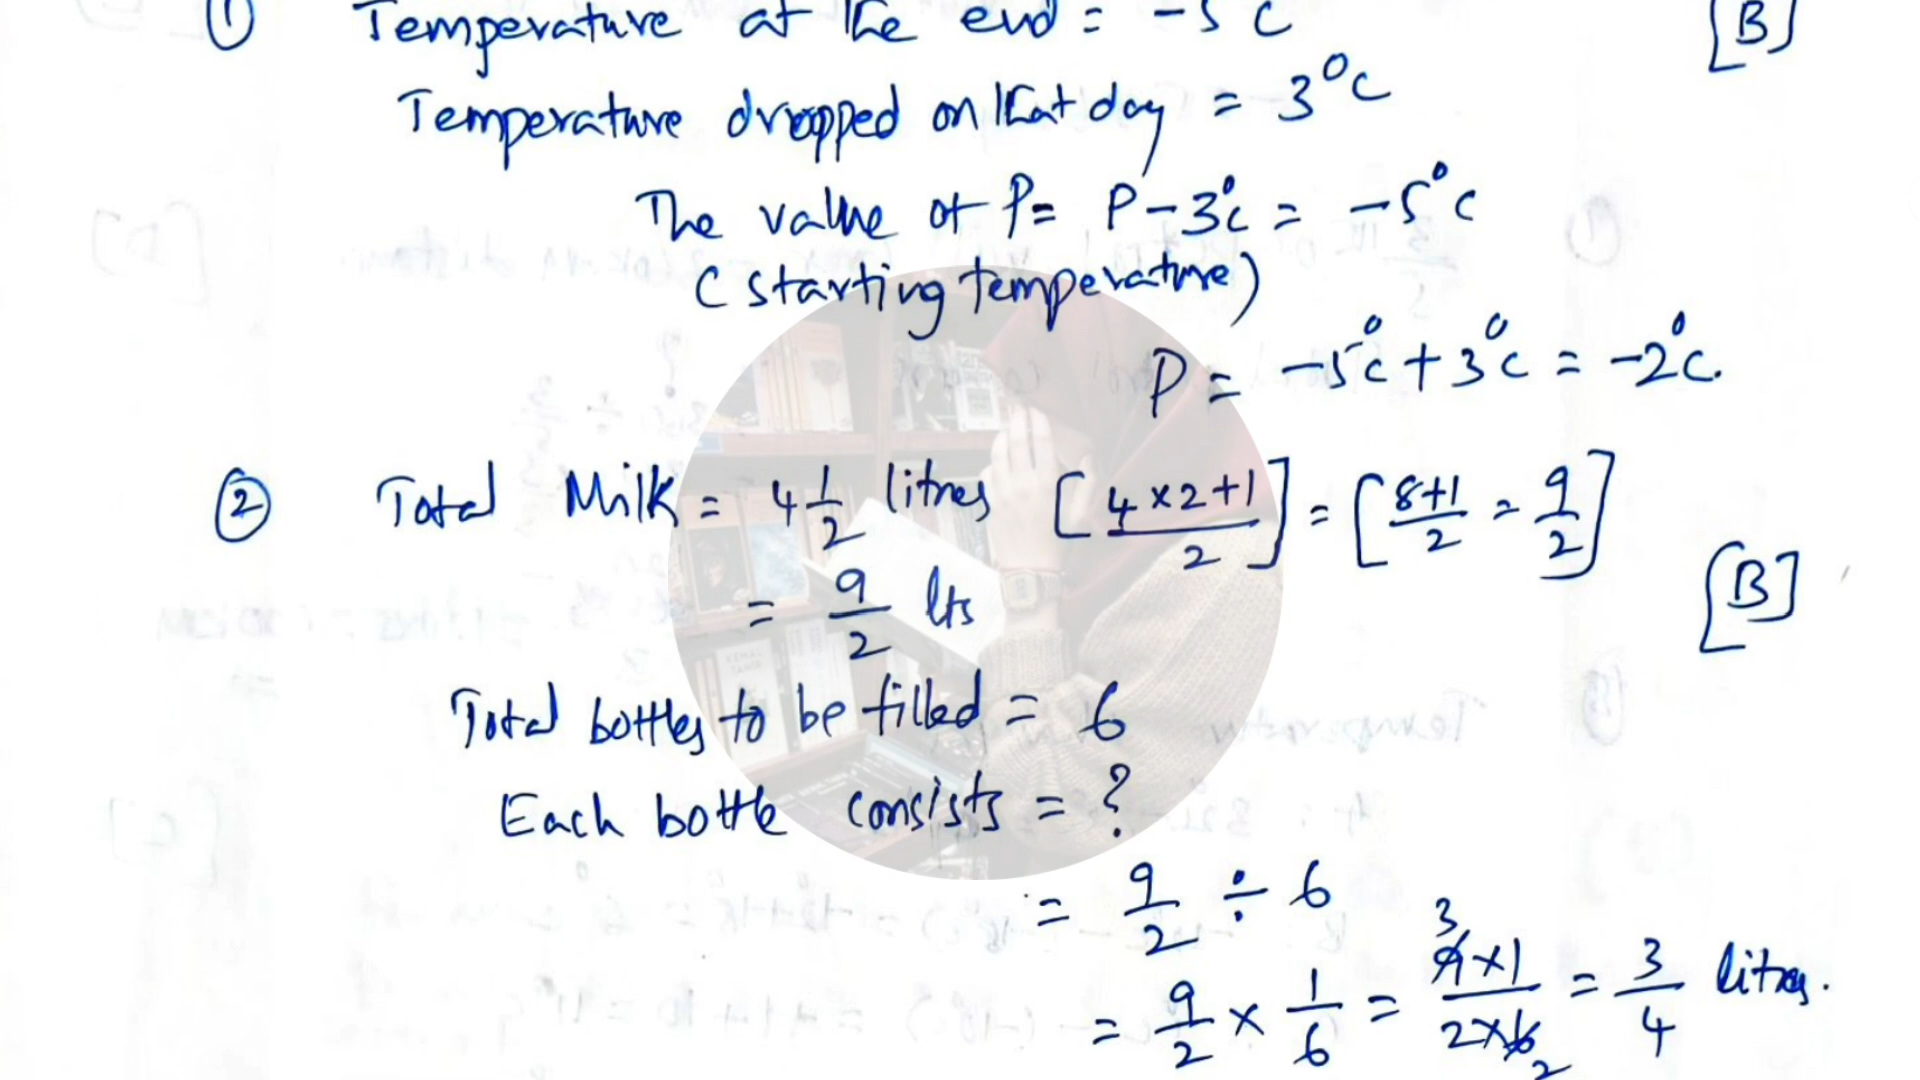 ① Temperature at the end = -5°C [B]
Temperature dropped on that day = 3°C
The value of P = P - 3°C = -5°C
(starting temperature)
P = -5°C + 3°C = -2°C.
② Total Milk = 4 1/2 litres [4×2+1/2] = [8+1/2 = 9/2]
= 9/2 lts [B]
Total bottles to be filled = 6
Each bottle consists = ?
= 9/2 ÷ 6
= 9/2 × 1/6 = 9×1/2×6 = 3/4 litres.
3
2